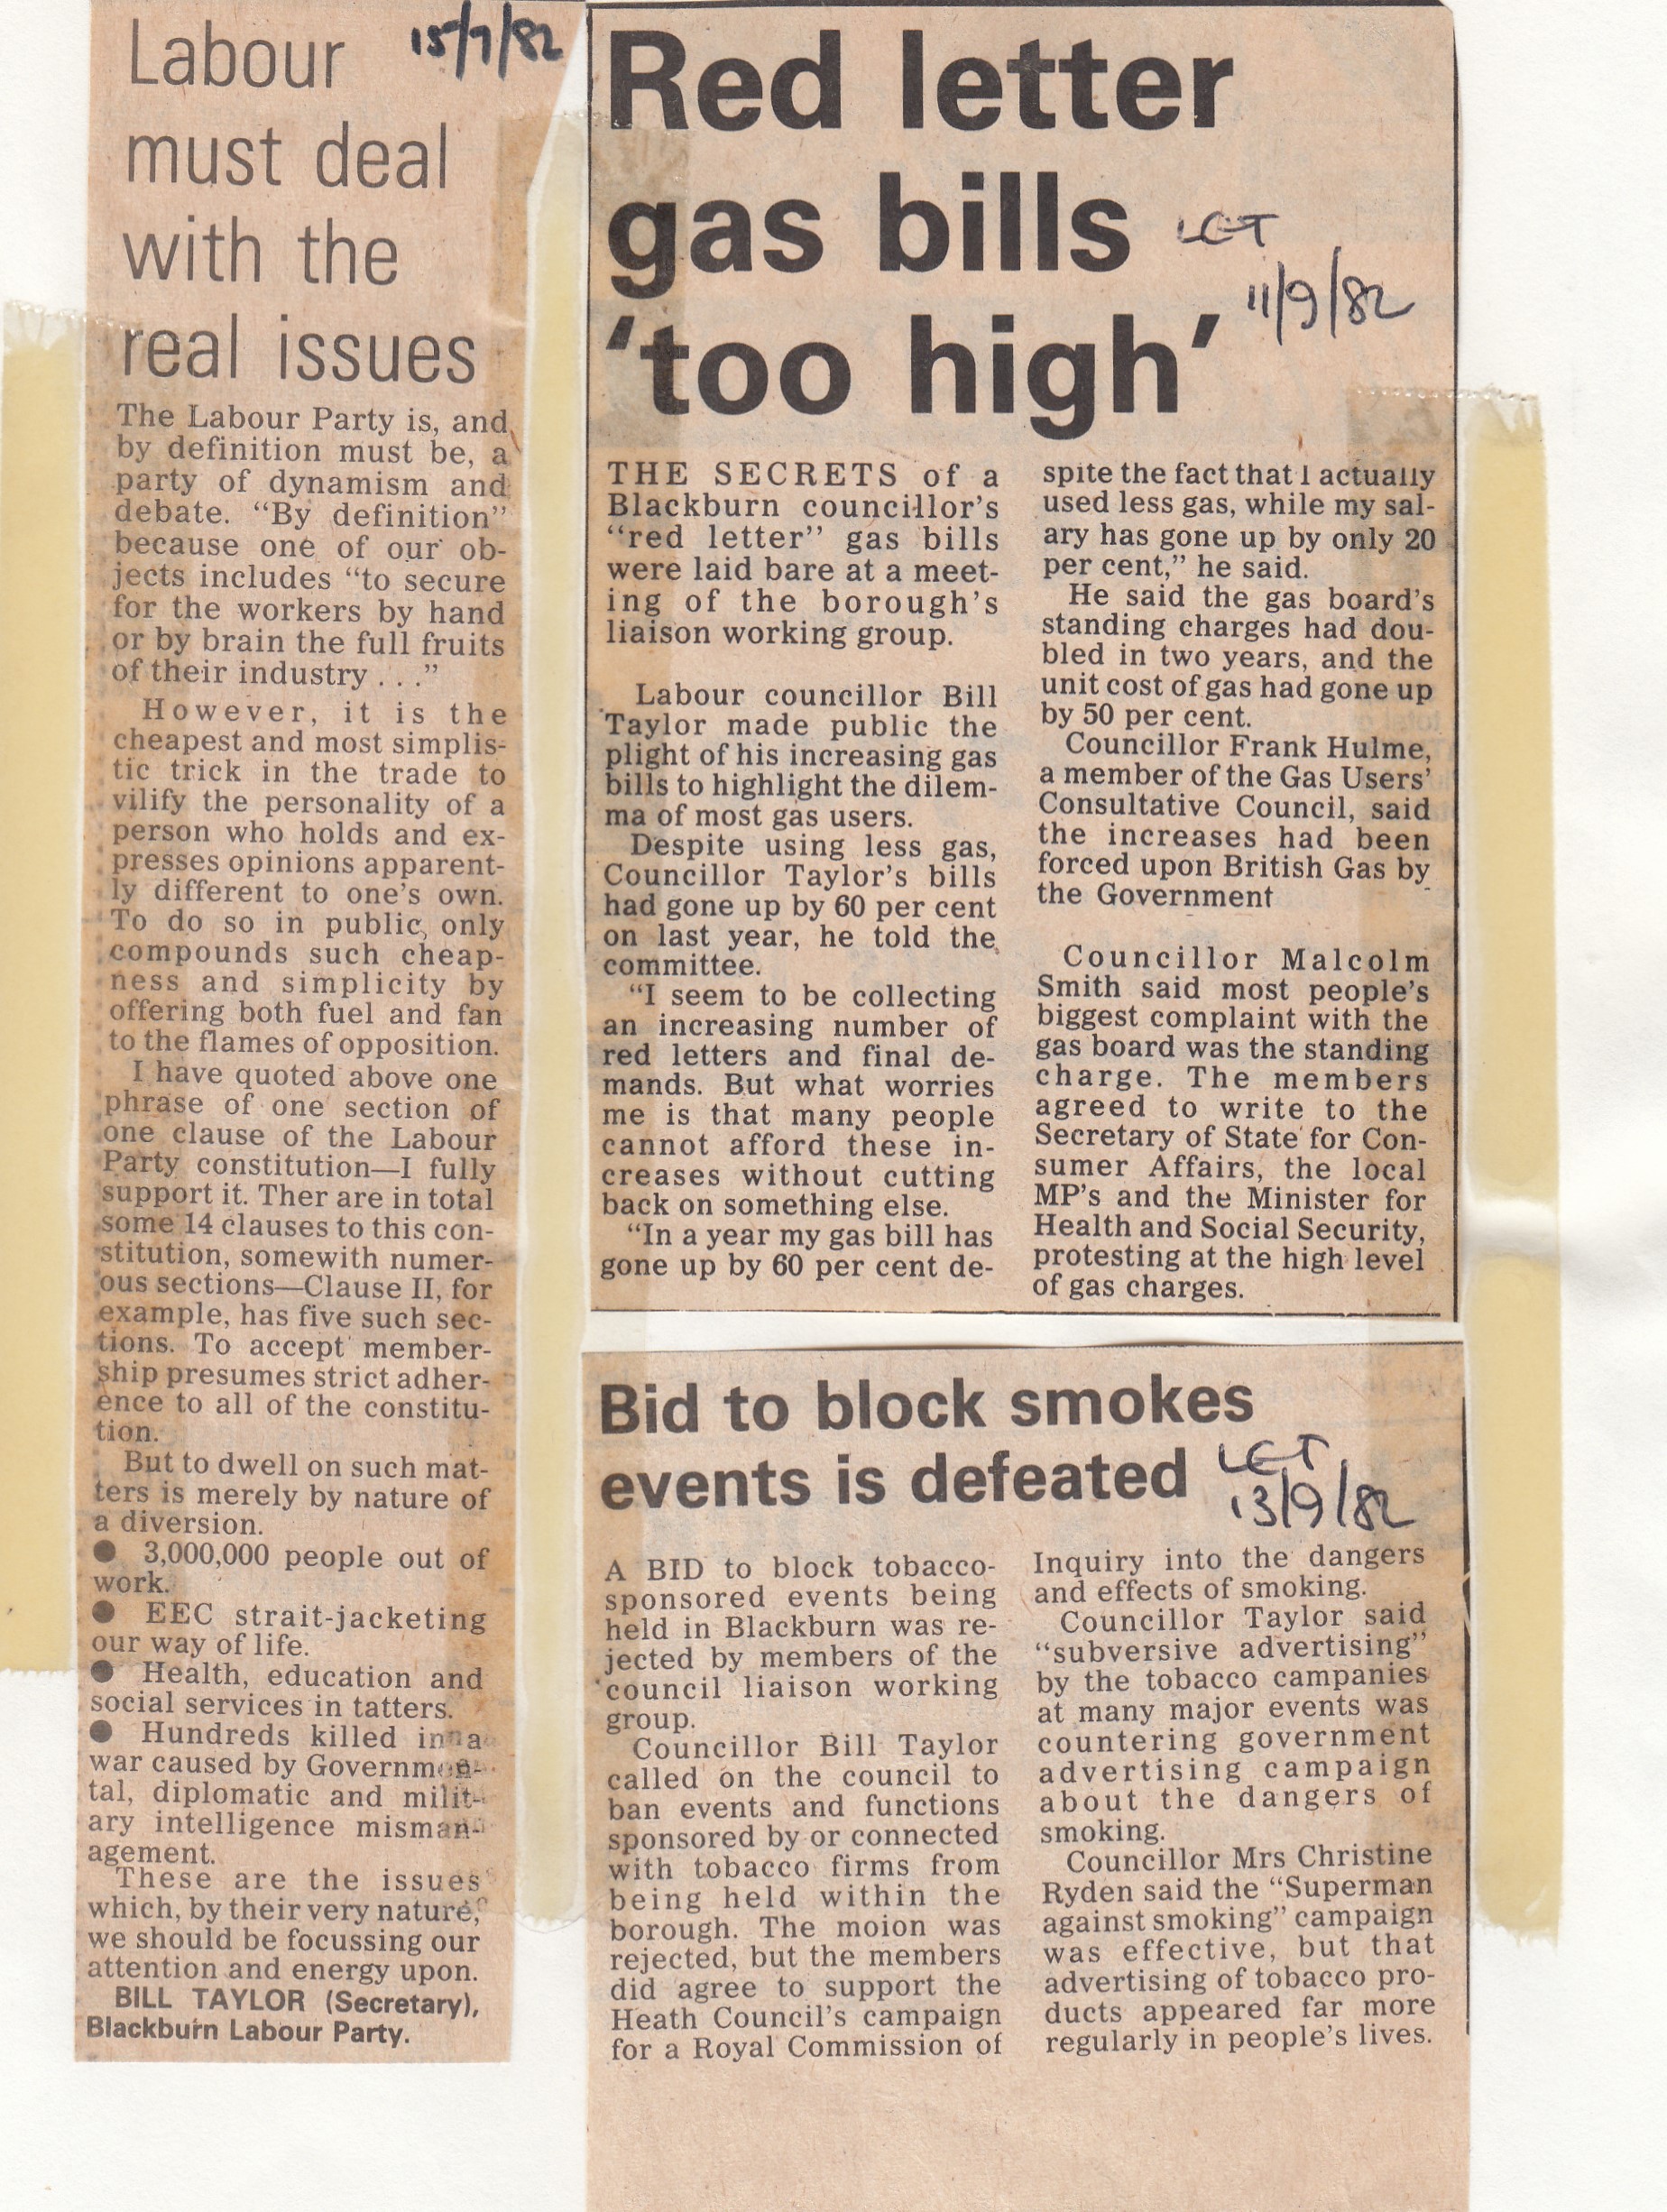 Labour
15/7/82
must deal
with the
real issues
The Labour Party is, and
by definition must be, a
party of dynamism and
debate. “By definition”
because one of our ob-
jects includes “to secure
for the workers by hand
or by brain the full fruits
of their industry . . .”
However, it is the
cheapest and most simplis-
tic trick in the trade to
vilify the personality of a
person who holds and ex-
presses opinions apparent-
ly different to one’s own.
To do so in public, only
compounds such cheap-
ness and simplicity by
offering both fuel and fan
to the flames of opposition.
I have quoted above one
phrase of one section of
one clause of the Labour
Party constitution—I fully
support it. Ther are in total
some 14 clauses to this con-
stitution, somewith numer-
ous sections—Clause II, for
example, has five such sec-
tions. To accept member-
ship presumes strict adher-
ence to all of the constitu-
tion.
But to dwell on such mat-
ters is merely by nature of
a diversion.
● 3,000,000 people out of
work.
● EEC strait-jacketing
our way of life.
● Health, education and
social services in tatters.
● Hundreds killed in a
war caused by Governmen-
tal, diplomatic and milit-
ary intelligence misman-
agement.
These are the issues
which, by their very nature,
we should be focussing our
attention and energy upon.
BILL TAYLOR (Secretary),
Blackburn Labour Party.
Red letter
gas bills
LET
‘too high’
11/9/82
THE SECRETS of a
Blackburn councillor’s
“red letter” gas bills
were laid bare at a meet-
ing of the borough’s
liaison working group.
Labour councillor Bill
Taylor made public the
plight of his increasing gas
bills to highlight the dilem-
ma of most gas users.
Despite using less gas,
Councillor Taylor’s bills
had gone up by 60 per cent
on last year, he told the
committee.
“I seem to be collecting
an increasing number of
red letters and final de-
mands. But what worries
me is that many people
cannot afford these in-
creases without cutting
back on something else.
“In a year my gas bill has
gone up by 60 per cent de-
spite the fact that I actually
used less gas, while my sal-
ary has gone up by only 20
per cent,” he said.
He said the gas board’s
standing charges had dou-
bled in two years, and the
unit cost of gas had gone up
by 50 per cent.
Councillor Frank Hulme,
a member of the Gas Users’
Consultative Council, said
the increases had been
forced upon British Gas by
the Government
Councillor Malcolm
Smith said most people’s
biggest complaint with the
gas board was the standing
charge. The members
agreed to write to the
Secretary of State for Con-
sumer Affairs, the local
MP’s and the Minister for
Health and Social Security,
protesting at the high level
of gas charges.
Bid to block smokes
events is defeated
LET
13/9/82
A BID to block tobacco-
sponsored events being
held in Blackburn was re-
jected by members of the
council liaison working
group.
Councillor Bill Taylor
called on the council to
ban events and functions
sponsored by or connected
with tobacco firms from
being held within the
borough. The moion was
rejected, but the members
did agree to support the
Heath Council’s campaign
for a Royal Commission of
Inquiry into the dangers
and effects of smoking.
Councillor Taylor said
“subversive advertising”
by the tobacco campanies
at many major events was
countering government
advertising campaign
about the dangers of
smoking.
Councillor Mrs Christine
Ryden said the “Superman
against smoking” campaign
was effective, but that
advertising of tobacco pro-
ducts appeared far more
regularly in people’s lives.